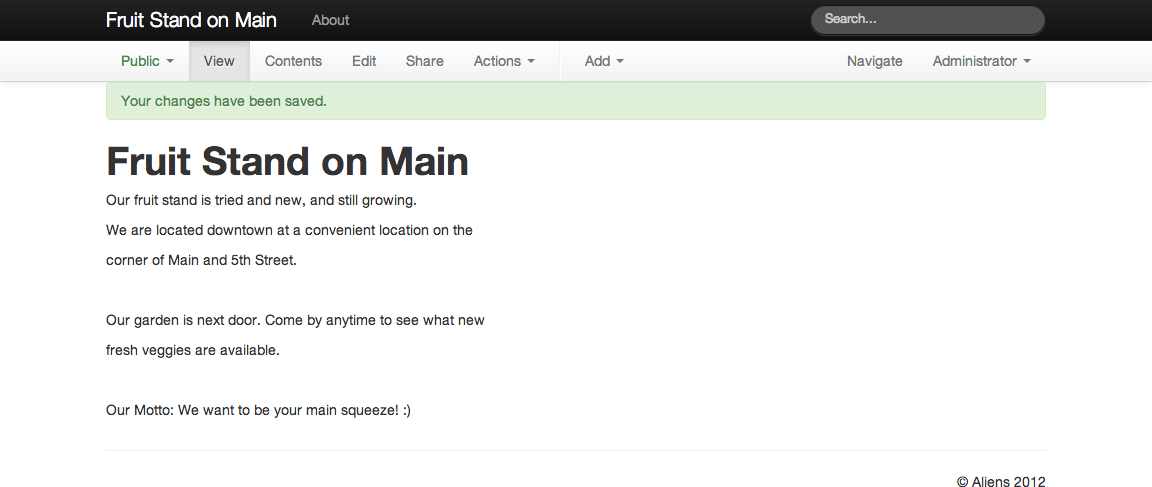 Fruit Stand on Main About Search...
Public View Contents Edit Share Actions Add Navigate Administrator
Your changes have been saved.
Fruit Stand on Main
Our fruit stand is tried and new, and still growing.
We are located downtown at a convenient location on the
corner of Main and 5th Street.
Our garden is next door. Come by anytime to see what new
fresh veggies are available.
Our Motto: We want to be your main squeeze! :)
© Aliens 2012